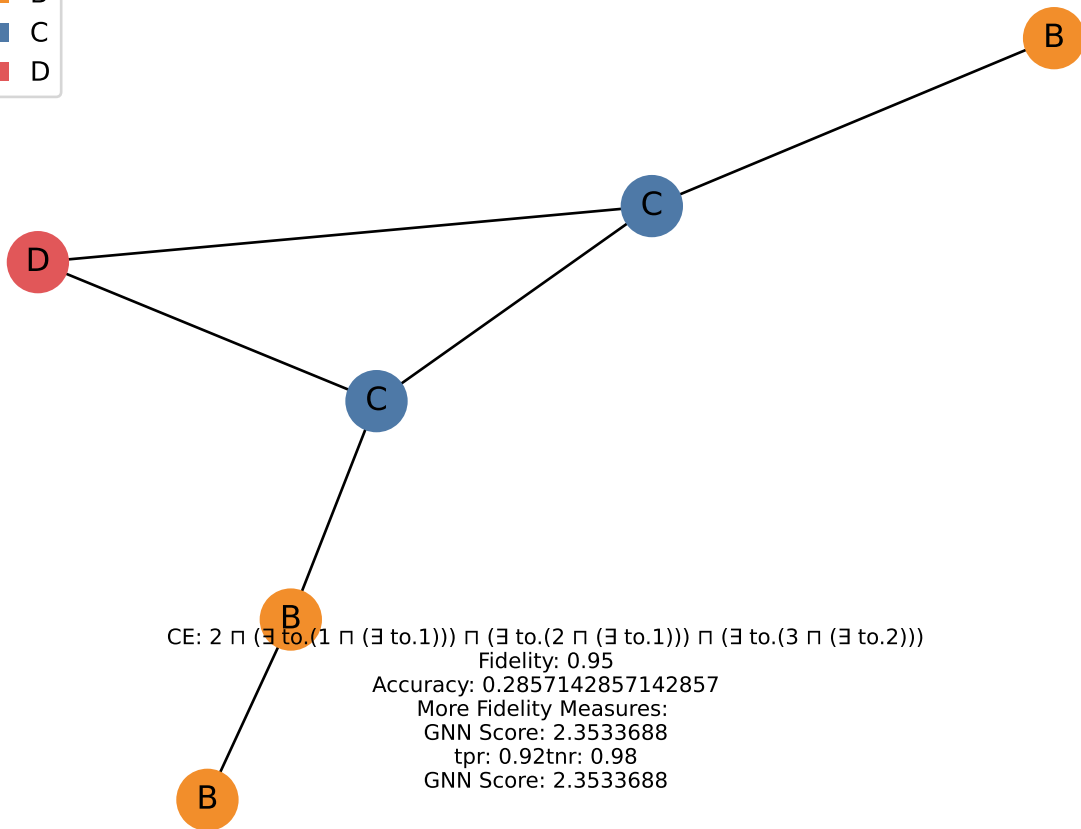 B
C
D
B
C
D
C
B
CE: 2 ⊓ (∃ to.(1 ⊓ (∃ to.1))) ⊓ (∃ to.(2 ⊓ (∃ to.1))) ⊓ (∃ to.(3 ⊓ (∃ to.2)))
Fidelity: 0.95
Accuracy: 0.2857142857142857
More Fidelity Measures:
GNN Score: 2.3533688
tpr: 0.92tnr: 0.98
GNN Score: 2.3533688
B